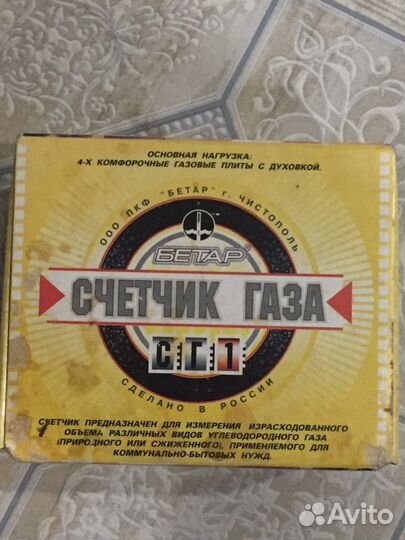 ОСНОВНАЯ НАГРУЗКА:
4-Х КОМФОРОЧНЫЕ ГАЗОВЫЕ ПЛИТЫ С ДУХОВКОЙ.
ООО ПКФ "БЕТАР" г. ЧИСТОПОЛЬ
БЕТАР®
СЧЕТЧИК ГАЗА
СГ1
СДЕЛАНО В РОССИИ
СЧЕТЧИК ПРЕДНАЗНАЧЕН ДЛЯ ИЗМЕРЕНИЯ ИЗРАСХОДОВАННОГО
ОБЪЕМА РАЗЛИЧНЫХ ВИДОВ УГЛЕВОДОРОДНОГО ГАЗА
(ПРИРОДНОГО ИЛИ СЖИЖЕННОГО), ПРИМЕНЯЕМОГО ДЛЯ
КОММУНАЛЬНО-БЫТОВЫХ НУЖД.
Avito